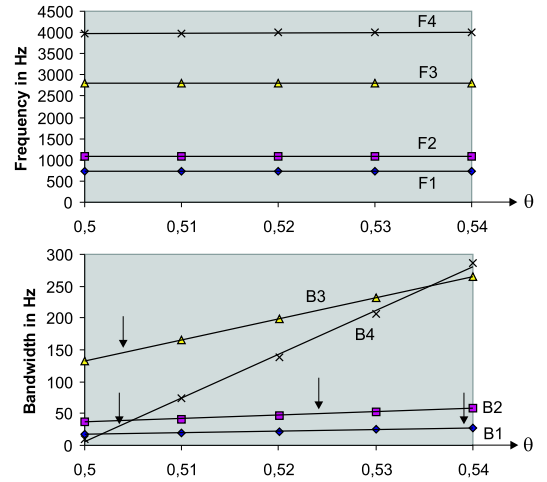 Frequency in Hz
4500
4000
3500
3000
2500
2000
1500
1000
500
0
F4
F3
F2
F1
0,5 0,51 0,52 0,53 0,54 θ
Bandwidth in Hz
300
250
200
150
100
50
0
B3
B4
B2
B1
0,5 0,51 0,52 0,53 0,54 θ